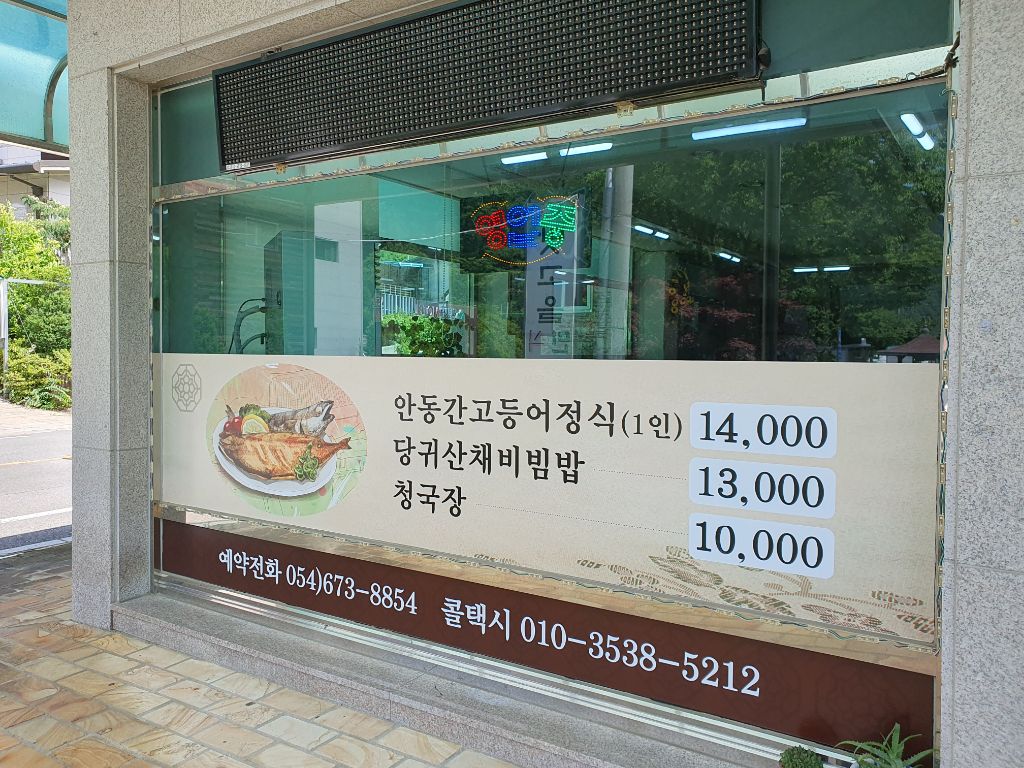 영업중
안동간고등어정식(1인) 14,000
당귀산채비빔밥 13,000
청국장 10,000
예약전화 054)673-8854 콜택시 010-3538-5212